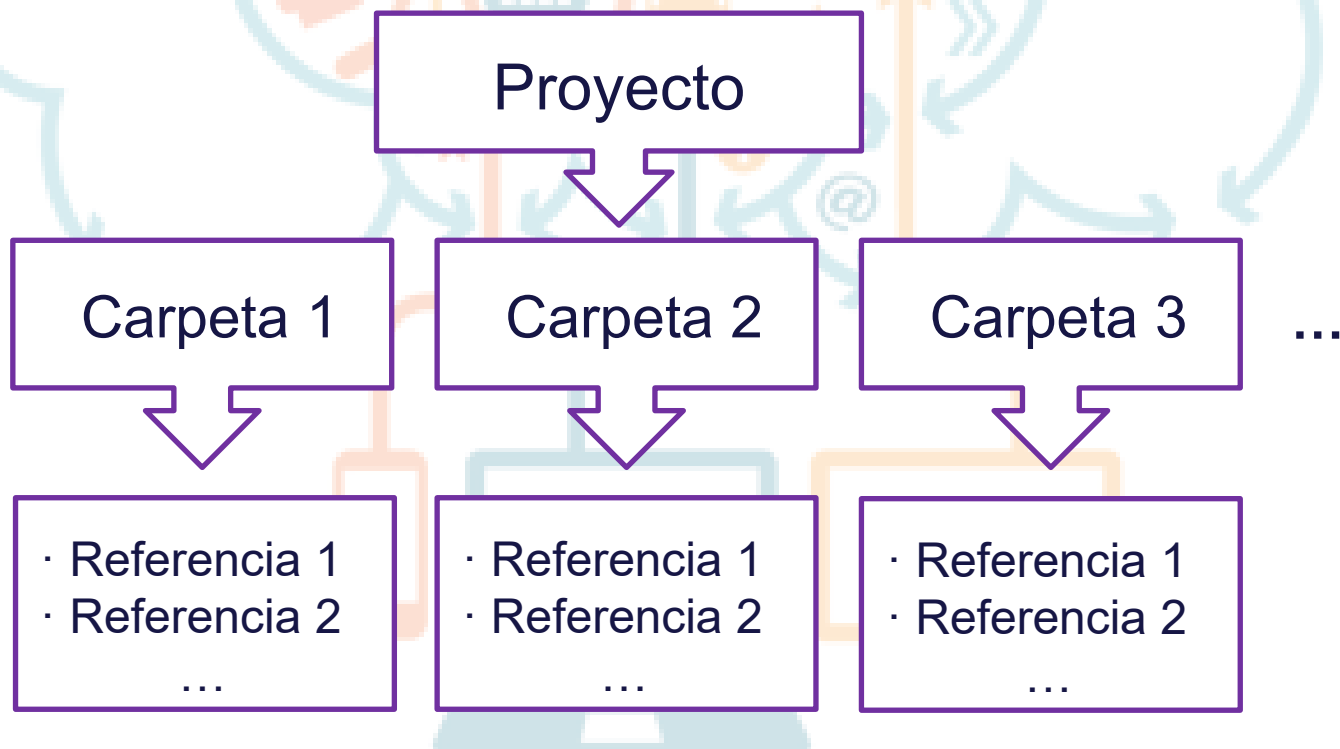 Proyecto
Carpeta 1
Carpeta 2
Carpeta 3
...
· Referencia 1
· Referencia 2
...
· Referencia 1
· Referencia 2
...
· Referencia 1
· Referencia 2
...
@